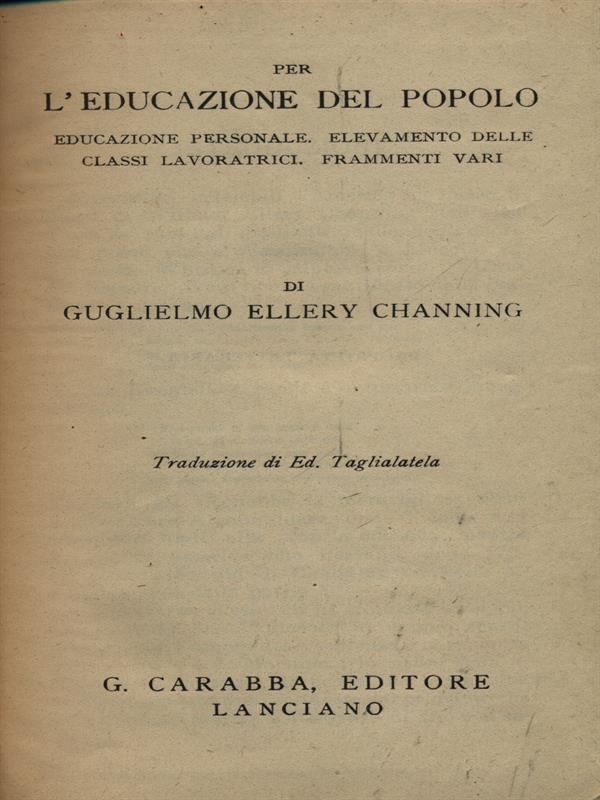 PER
L'EDUCAZIONE DEL POPOLO
EDUCAZIONE PERSONALE. ELEVAMENTO DELLE
CLASSI LAVORATRICI. FRAMMENTI VARI
DI
GUGLIELMO ELLERY CHANNING
Traduzione di Ed. Taglialatela
G. CARABBA, EDITORE
LANCIANO